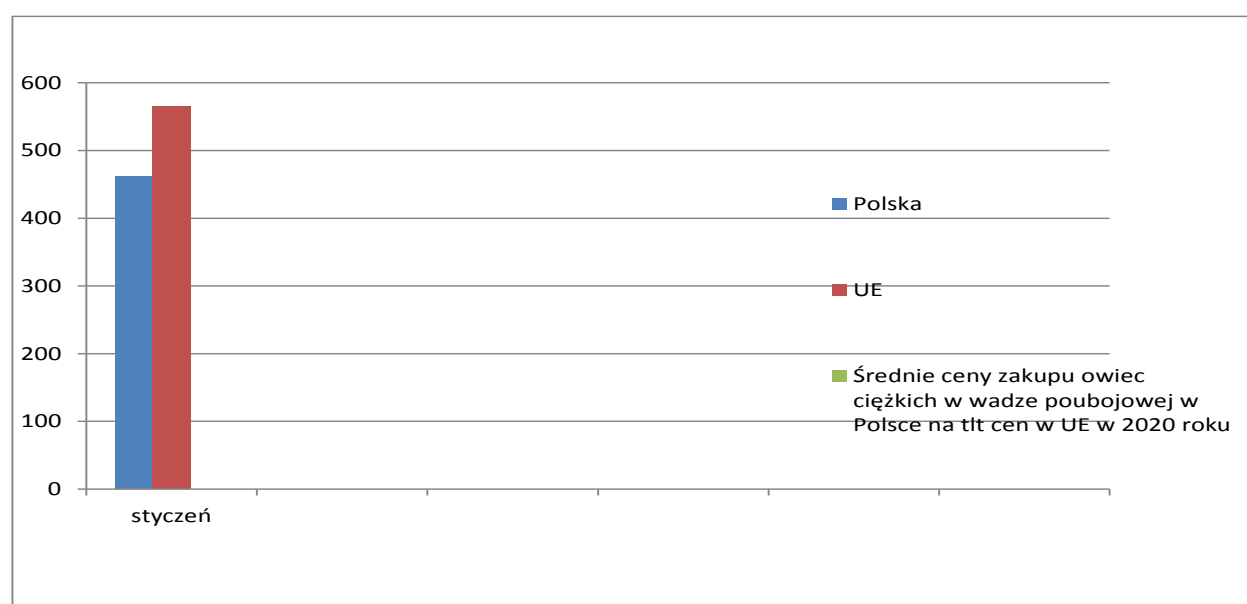 600
500
400
300
200
100
0
styczeń
Polska
UE
Średnie ceny zakupu owiec
ciężkich w wadze poubojowej w
Polsce na tlt cen w UE w 2020 roku